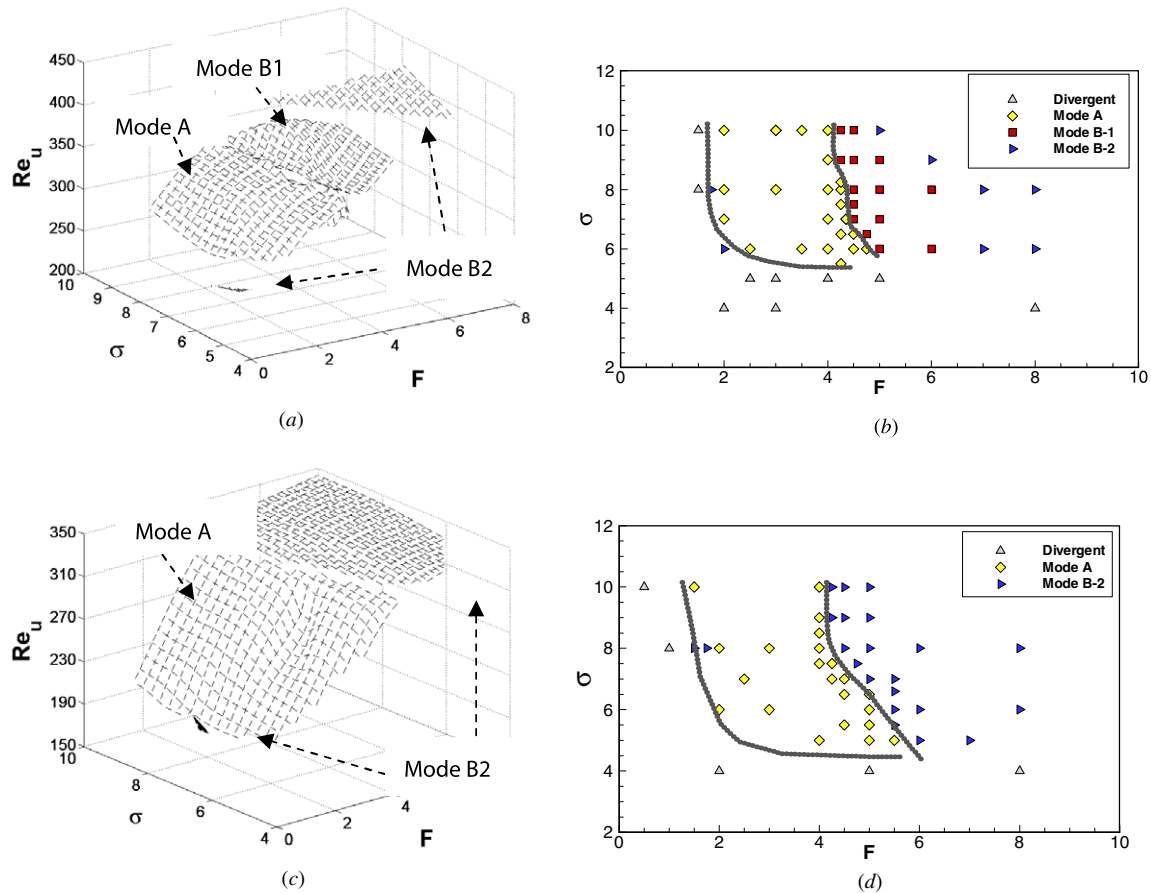 450
400
350
300
250
200
Re_u
10
9
8
7
6
5
4
σ
0
2
4
6
8
F
Mode A
Mode B1
Mode B2
(a)
12
10
8
6
4
2
σ
0
2
4
6
8
10
F
Divergent
Mode A
Mode B-1
Mode B-2
(b)
350
310
270
230
190
150
Re_u
10
8
6
4
σ
0
2
4
F
Mode A
Mode B2
(c)
12
10
8
6
4
2
σ
0
2
4
6
8
10
F
Divergent
Mode A
Mode B-2
(d)